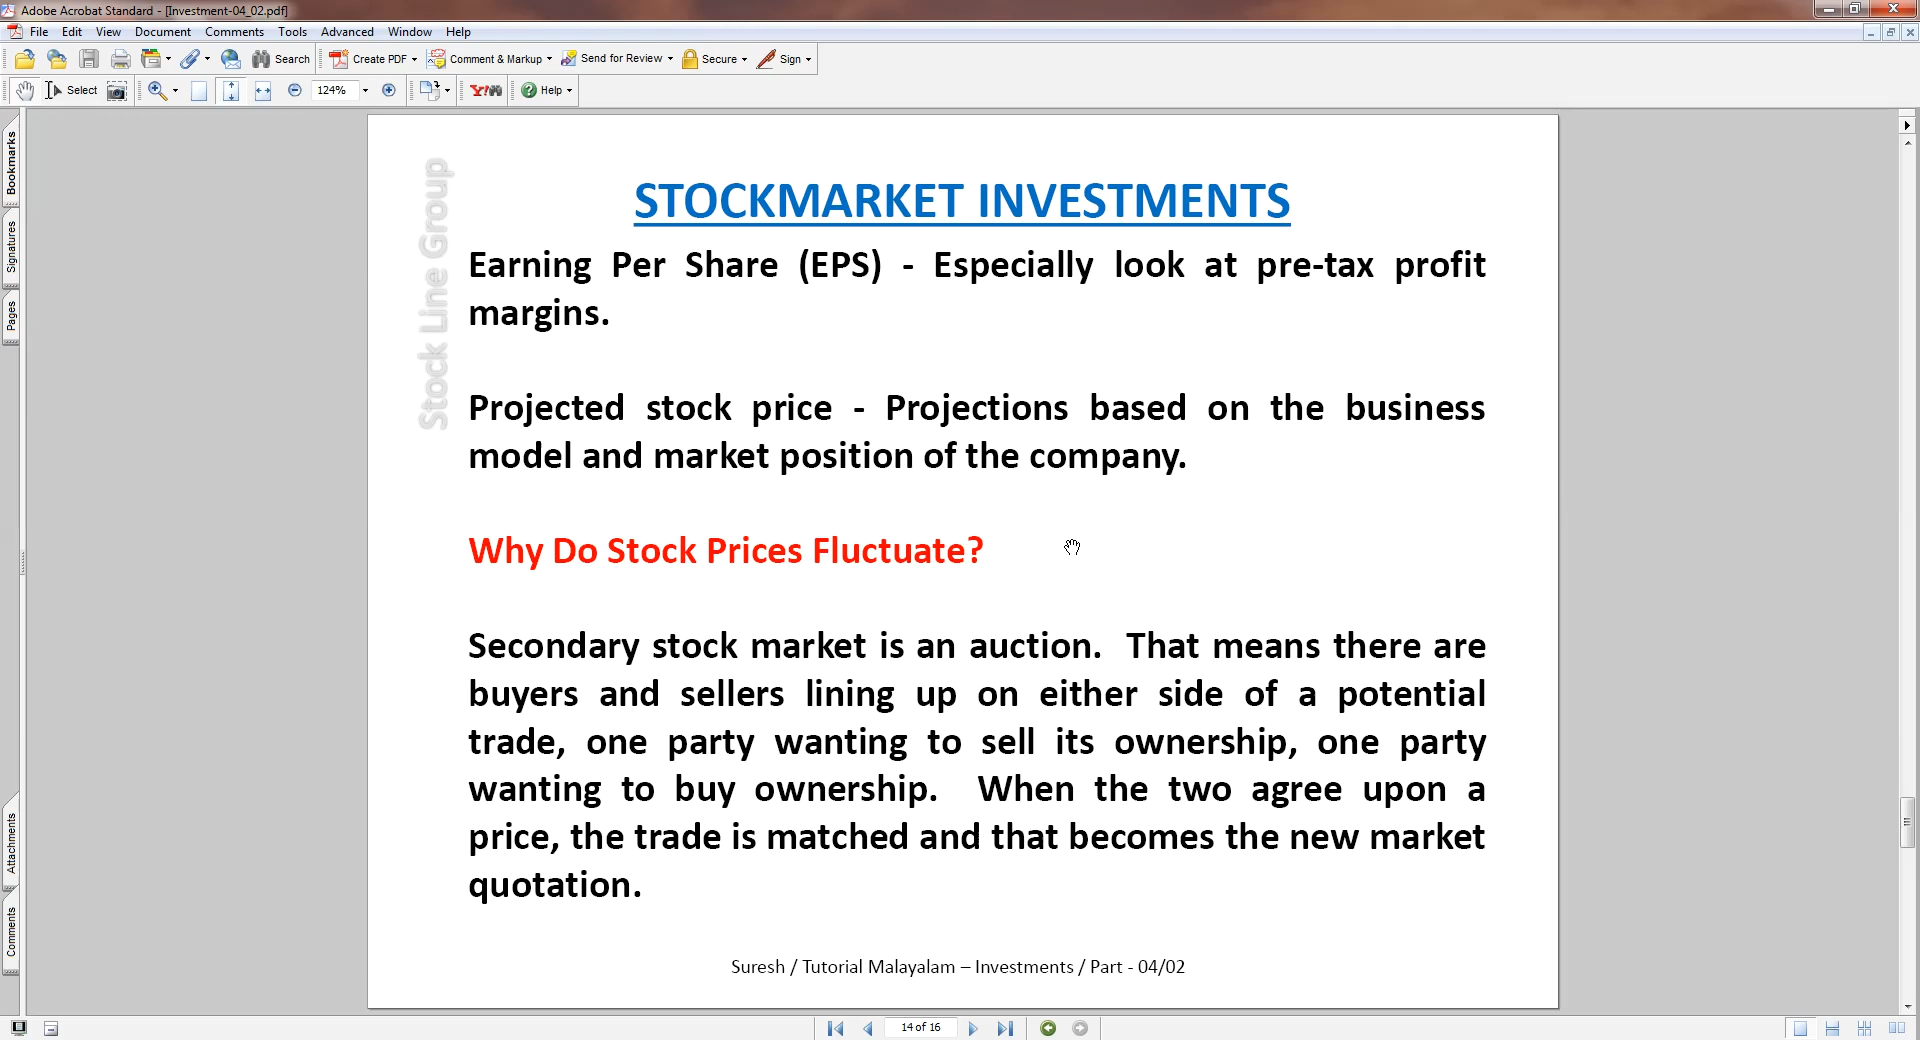 Adobe Acrobat Standard - [Investment-04_02.pdf]
File Edit View Document Comments Tools Advanced Window Help
Search Create PDF Comment & Markup Send for Review Secure Sign
Select 124% Y! Help
Bookmarks
Signatures
Pages
Attachments
Comments
Stock Line Group
STOCKMARKET INVESTMENTS
Earning Per Share (EPS) - Especially look at pre-tax profit
margins.
Projected stock price - Projections based on the business
model and market position of the company.
Why Do Stock Prices Fluctuate?
Secondary stock market is an auction. That means there are
buyers and sellers lining up on either side of a potential
trade, one party wanting to sell its ownership, one party
wanting to buy ownership. When the two agree upon a
price, the trade is matched and that becomes the new market
quotation.
Suresh / Tutorial Malayalam – Investments / Part - 04/02
14 of 16